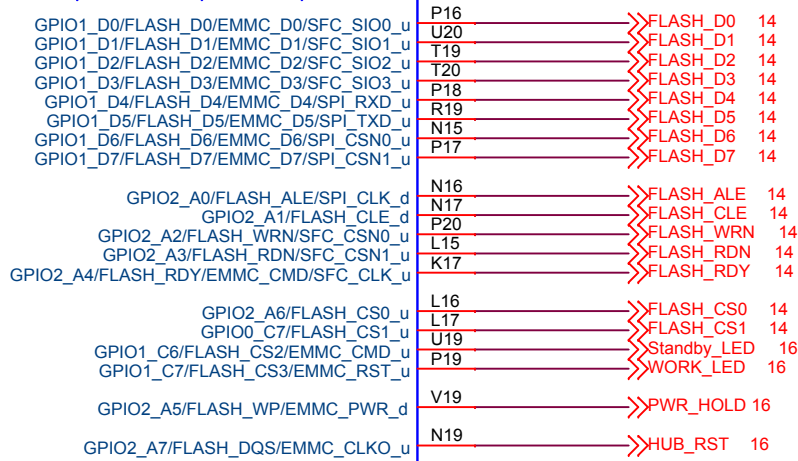 GPIO1_D0/FLASH_D0/EMMC_D0/SFC_SIO0_u P16 FLASH_D0 14
GPIO1_D1/FLASH_D1/EMMC_D1/SFC_SIO1_u U20 FLASH_D1 14
GPIO1_D2/FLASH_D2/EMMC_D2/SFC_SIO2_u T19 FLASH_D2 14
GPIO1_D3/FLASH_D3/EMMC_D3/SFC_SIO3_u T20 FLASH_D3 14
GPIO1_D4/FLASH_D4/EMMC_D4/SPI_RXD_u P18 FLASH_D4 14
GPIO1_D5/FLASH_D5/EMMC_D5/SPI_TXD_u R19 FLASH_D5 14
GPIO1_D6/FLASH_D6/EMMC_D6/SPI_CSN0_u N15 FLASH_D6 14
GPIO1_D7/FLASH_D7/EMMC_D7/SPI_CSN1_u P17 FLASH_D7 14
GPIO2_A0/FLASH_ALE/SPI_CLK_d N16 FLASH_ALE 14
GPIO2_A1/FLASH_CLE_d N17 FLASH_CLE 14
GPIO2_A2/FLASH_WRN/SFC_CSN0_u P20 FLASH_WRN 14
GPIO2_A3/FLASH_RDN/SFC_CSN1_u L15 FLASH_RDN 14
GPIO2_A4/FLASH_RDY/EMMC_CMD/SFC_CLK_u K17 FLASH_RDY 14
GPIO2_A6/FLASH_CS0_u L16 FLASH_CS0 14
GPIO0_C7/FLASH_CS1_u L17 FLASH_CS1 14
GPIO1_C6/FLASH_CS2/EMMC_CMD_u U19 Standby_LED 16
GPIO1_C7/FLASH_CS3/EMMC_RST_u P19 WORK_LED 16
GPIO2_A5/FLASH_WP/EMMC_PWR_d V19 PWR_HOLD 16
GPIO2_A7/FLASH_DQS/EMMC_CLKO_u N19 HUB_RST 16